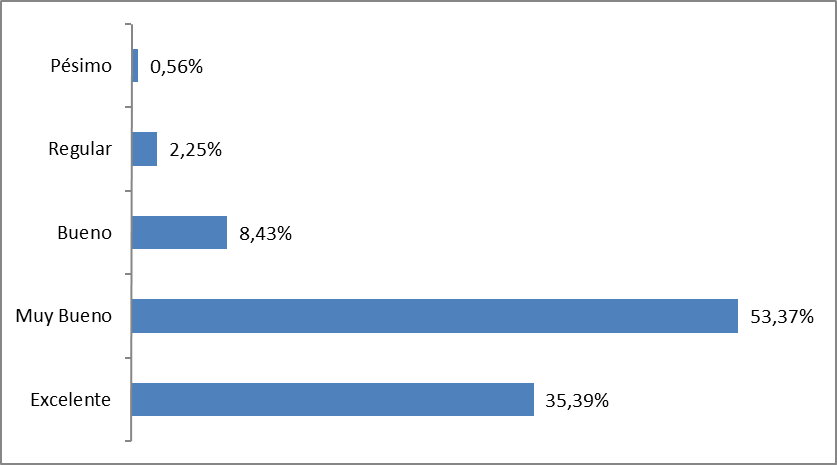 Pésimo 0,56%
Regular 2,25%
Bueno 8,43%
Muy Bueno 53,37%
Excelente 35,39%